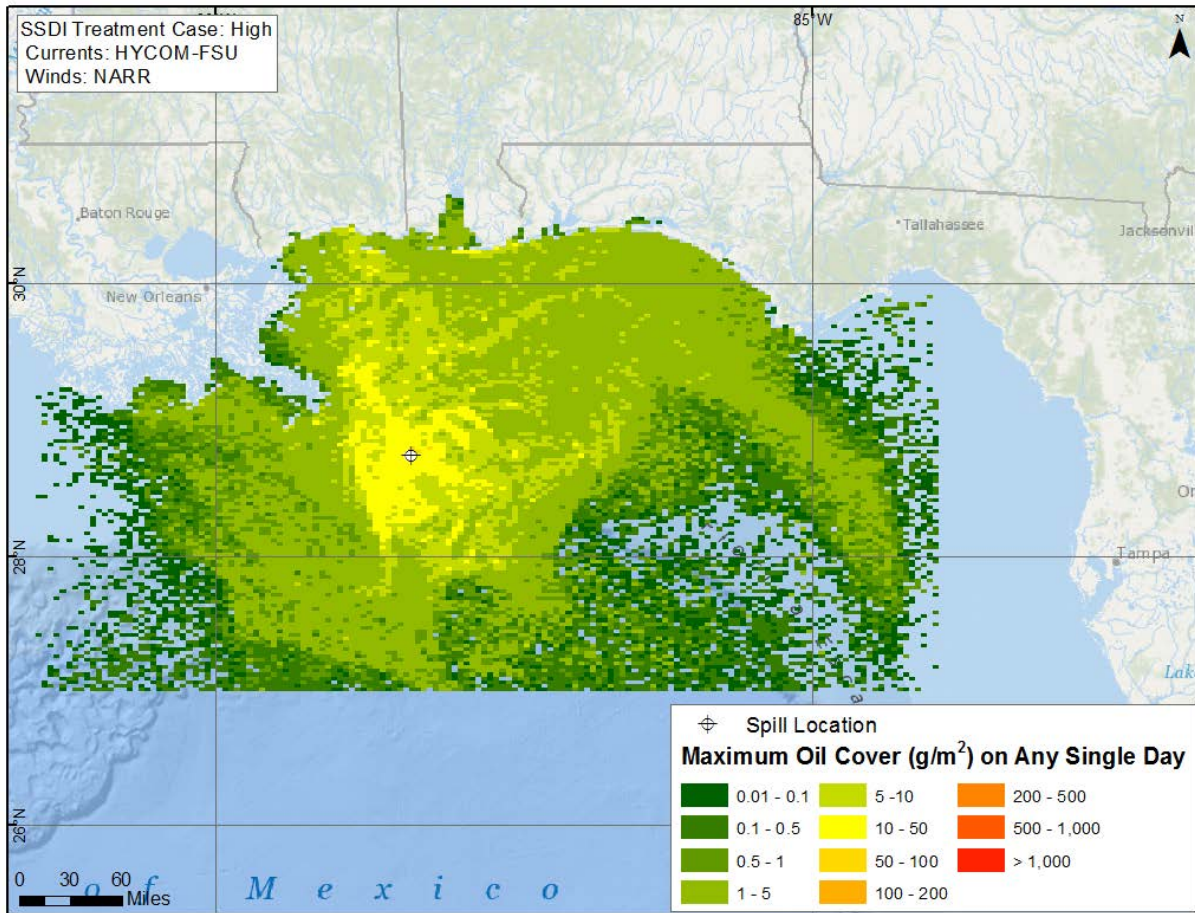 SSDI Treatment Case: High
Currents: HYCOM-FSU
Winds: NARR
85°W
N
Baton Rouge
Tallahassee
Jacksonvil
30°N
New Orleans
Or
28°N
Tampa
Lake
26°N
Spill Location
Maximum Oil Cover (g/m²) on Any Single Day
0.01 - 0.1
5 -10
200 - 500
0.1 - 0.5
10 - 50
500 - 1,000
0.5 - 1
50 - 100
> 1,000
1 - 5
100 - 200
0 30 60
Miles
o f M e x i c o